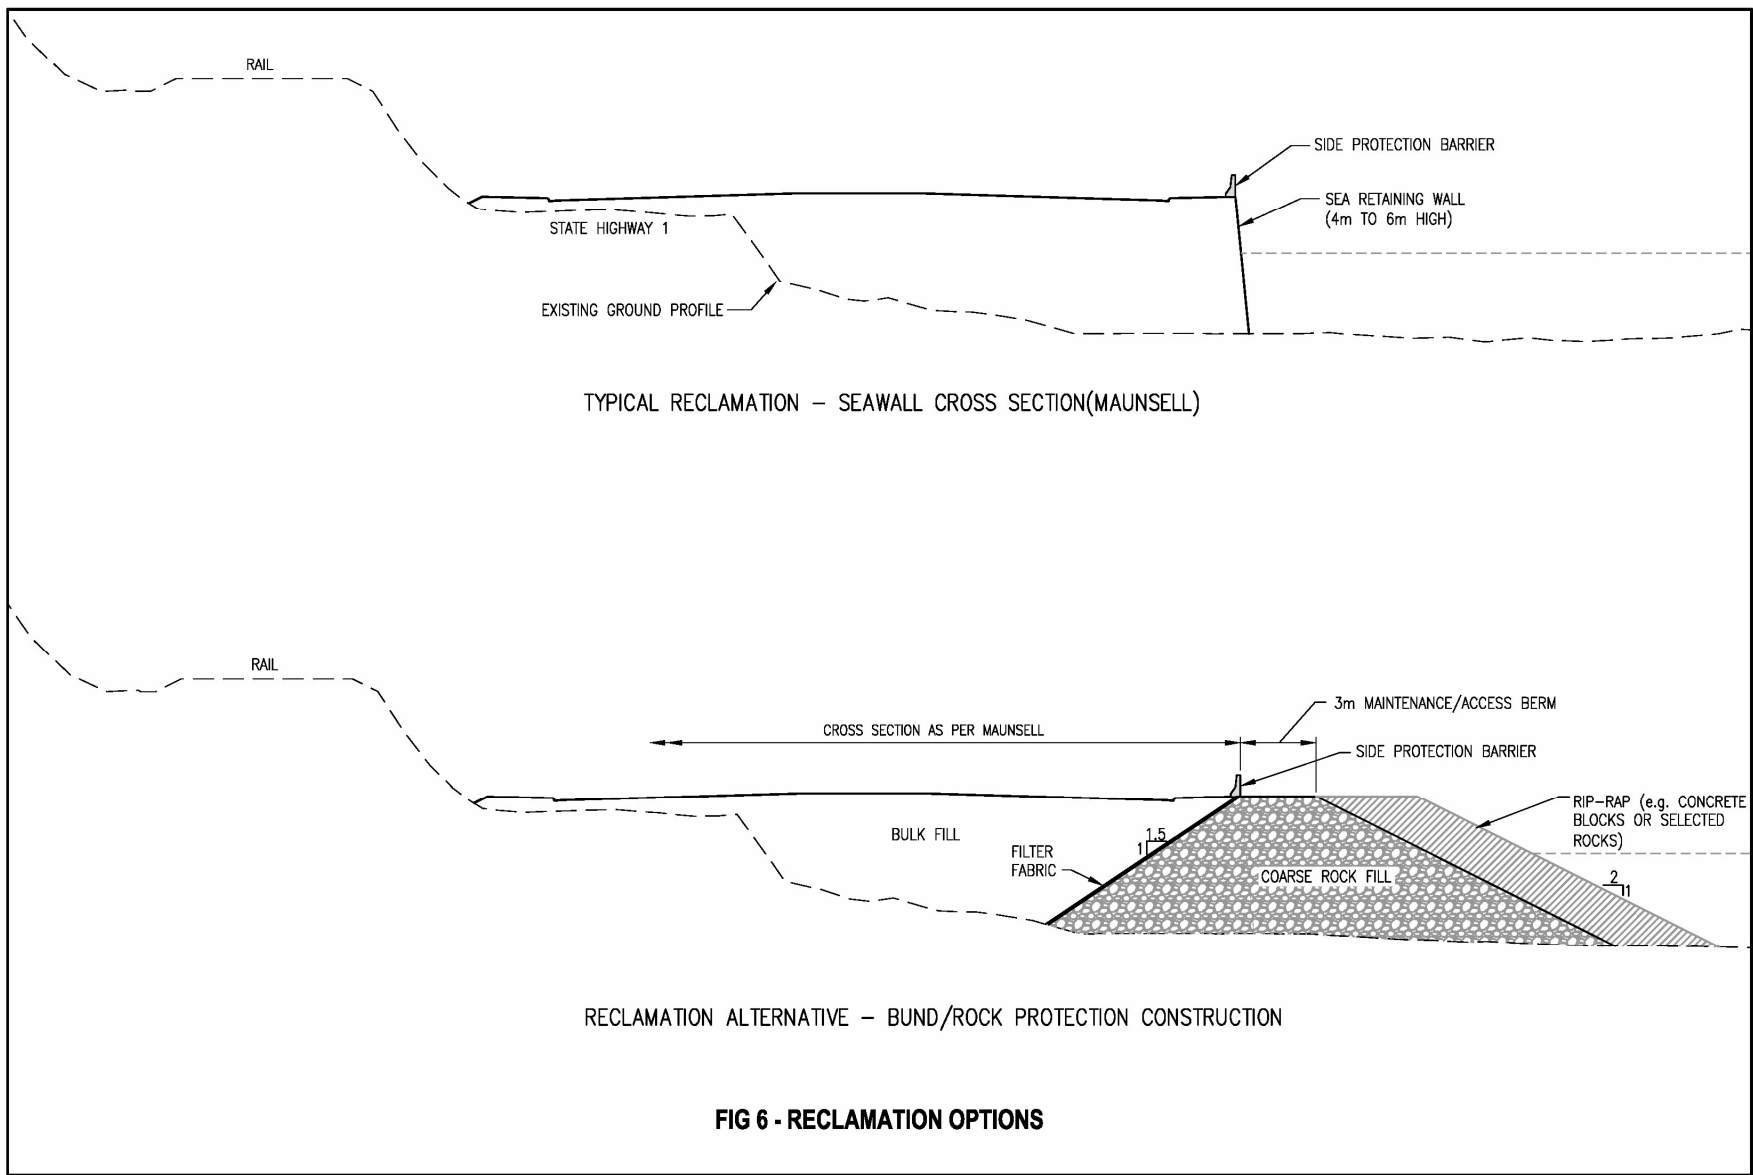 RAIL
SIDE PROTECTION BARRIER
SEA RETAINING WALL
(4m TO 6m HIGH)
STATE HIGHWAY 1
EXISTING GROUND PROFILE
TYPICAL RECLAMATION – SEAWALL CROSS SECTION(MAUNSELL)
RAIL
3m MAINTENANCE/ACCESS BERM
CROSS SECTION AS PER MAUNSELL
SIDE PROTECTION BARRIER
RIP-RAP (e.g. CONCRETE
BLOCKS OR SELECTED
ROCKS)
BULK FILL
1.5
1
FILTER
FABRIC
COARSE ROCK FILL
2
1
RECLAMATION ALTERNATIVE – BUND/ROCK PROTECTION CONSTRUCTION
FIG 6 - RECLAMATION OPTIONS